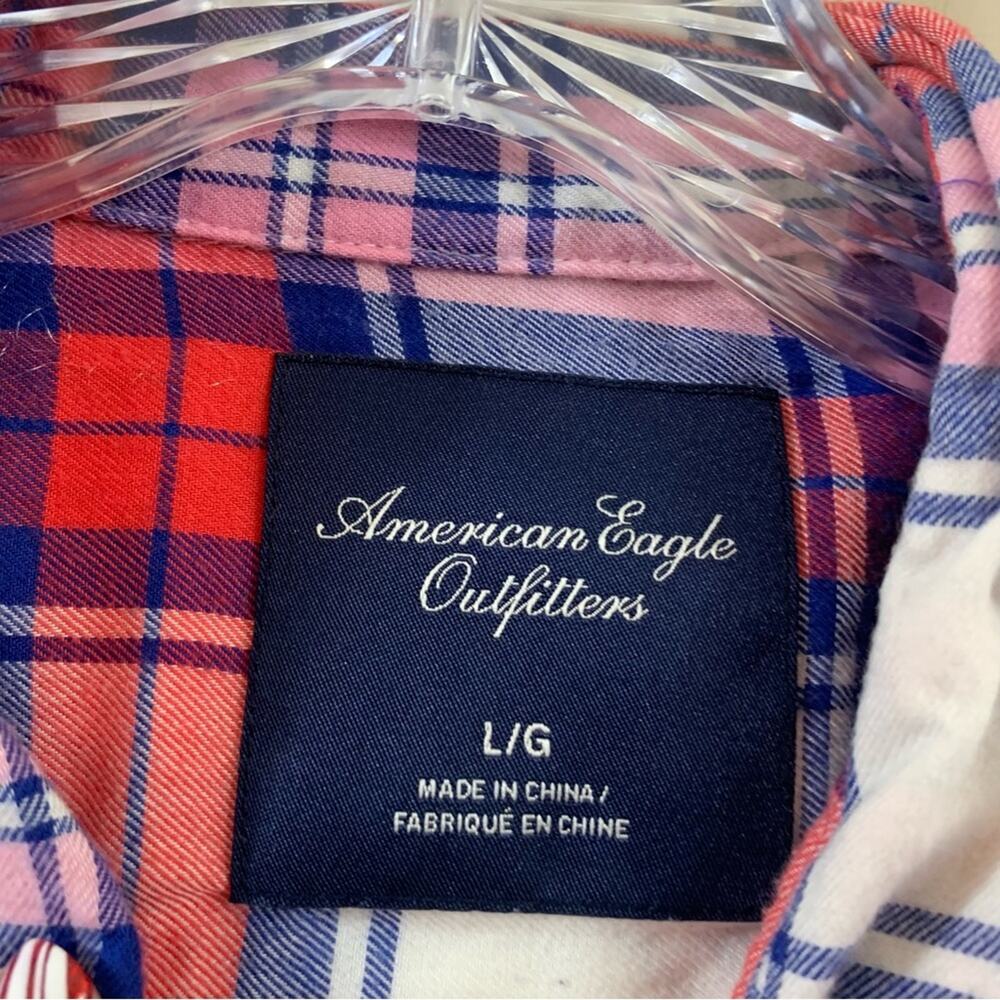 American Eagle
Outfitters
L/G
MADE IN CHINA/
FABRIQUÉ EN CHINE